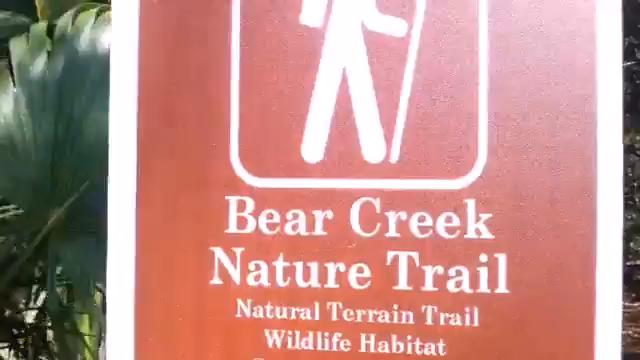 Bear Creek
Nature Trail
Natural Terrain Trail
Wildlife Habitat